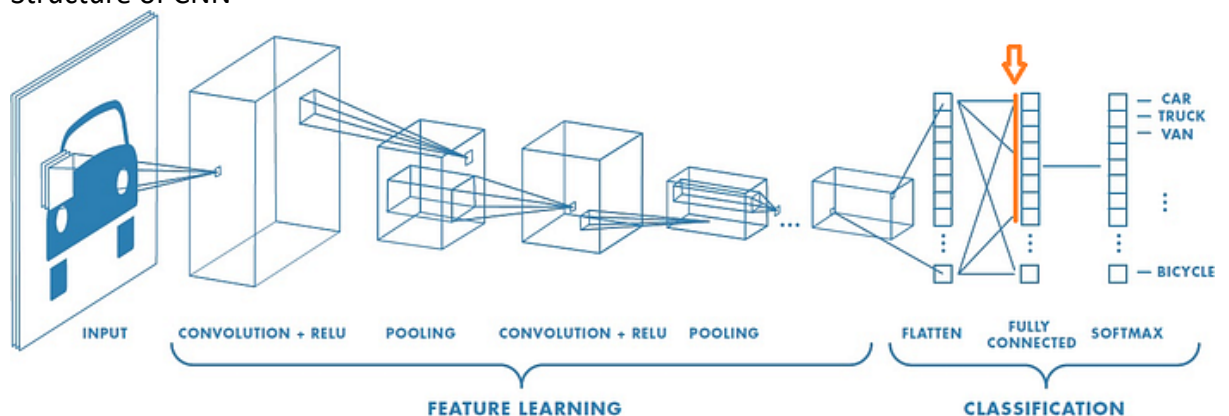 Structure of CNN
CAR
TRUCK
VAN
...
BICYCLE
INPUT
CONVOLUTION + RELU
POOLING
CONVOLUTION + RELU
POOLING
FLATTEN
FULLY
CONNECTED
SOFTMAX
FEATURE LEARNING
CLASSIFICATION